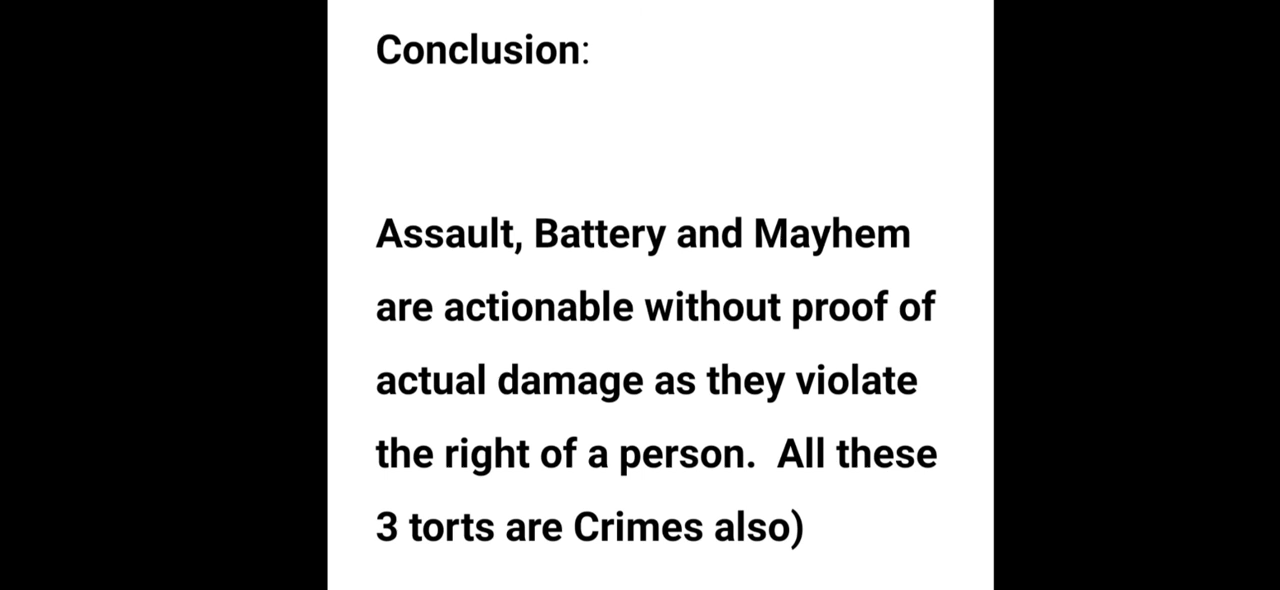 Conclusion:
Assault, Battery and Mayhem
are actionable without proof of
actual damage as they violate
the right of a person.  All these
3 torts are Crimes also)